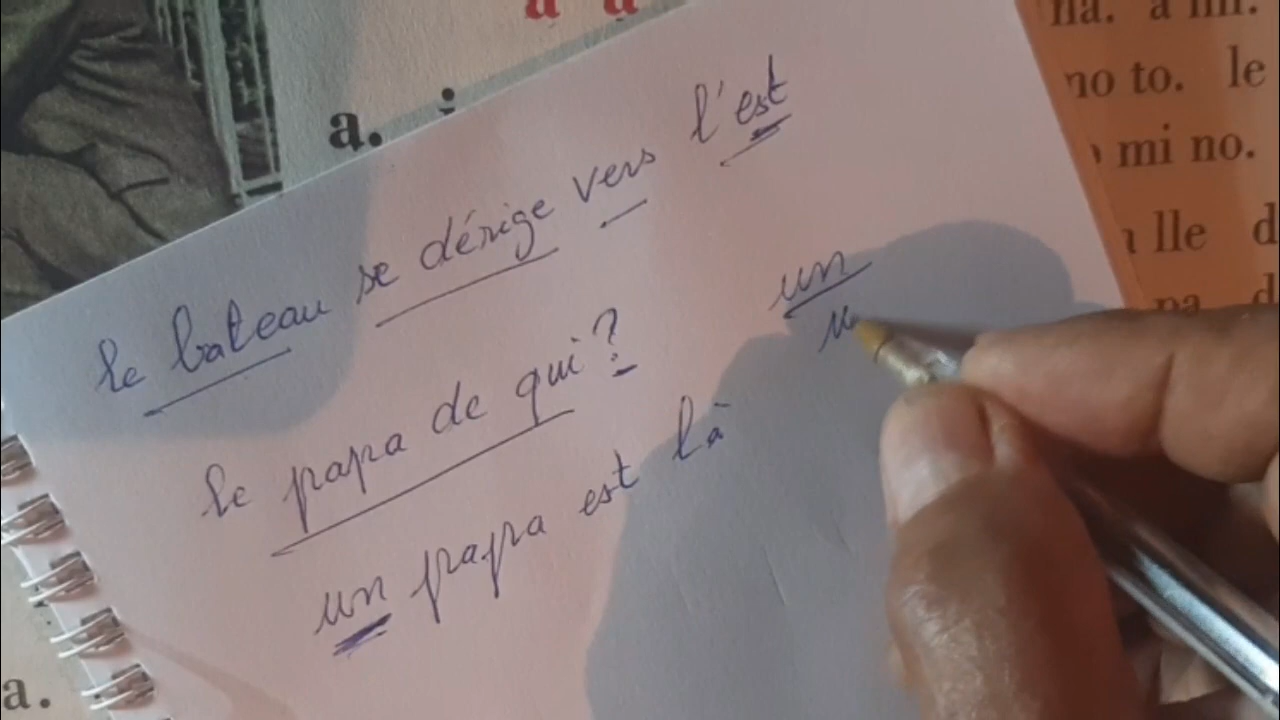 a a
a. i
na. a mi.
no to. le
mi no.
lle d
pa d
le bateau se dérige vers l'est
le papa de qui ?
un
u
un papa est là
a.